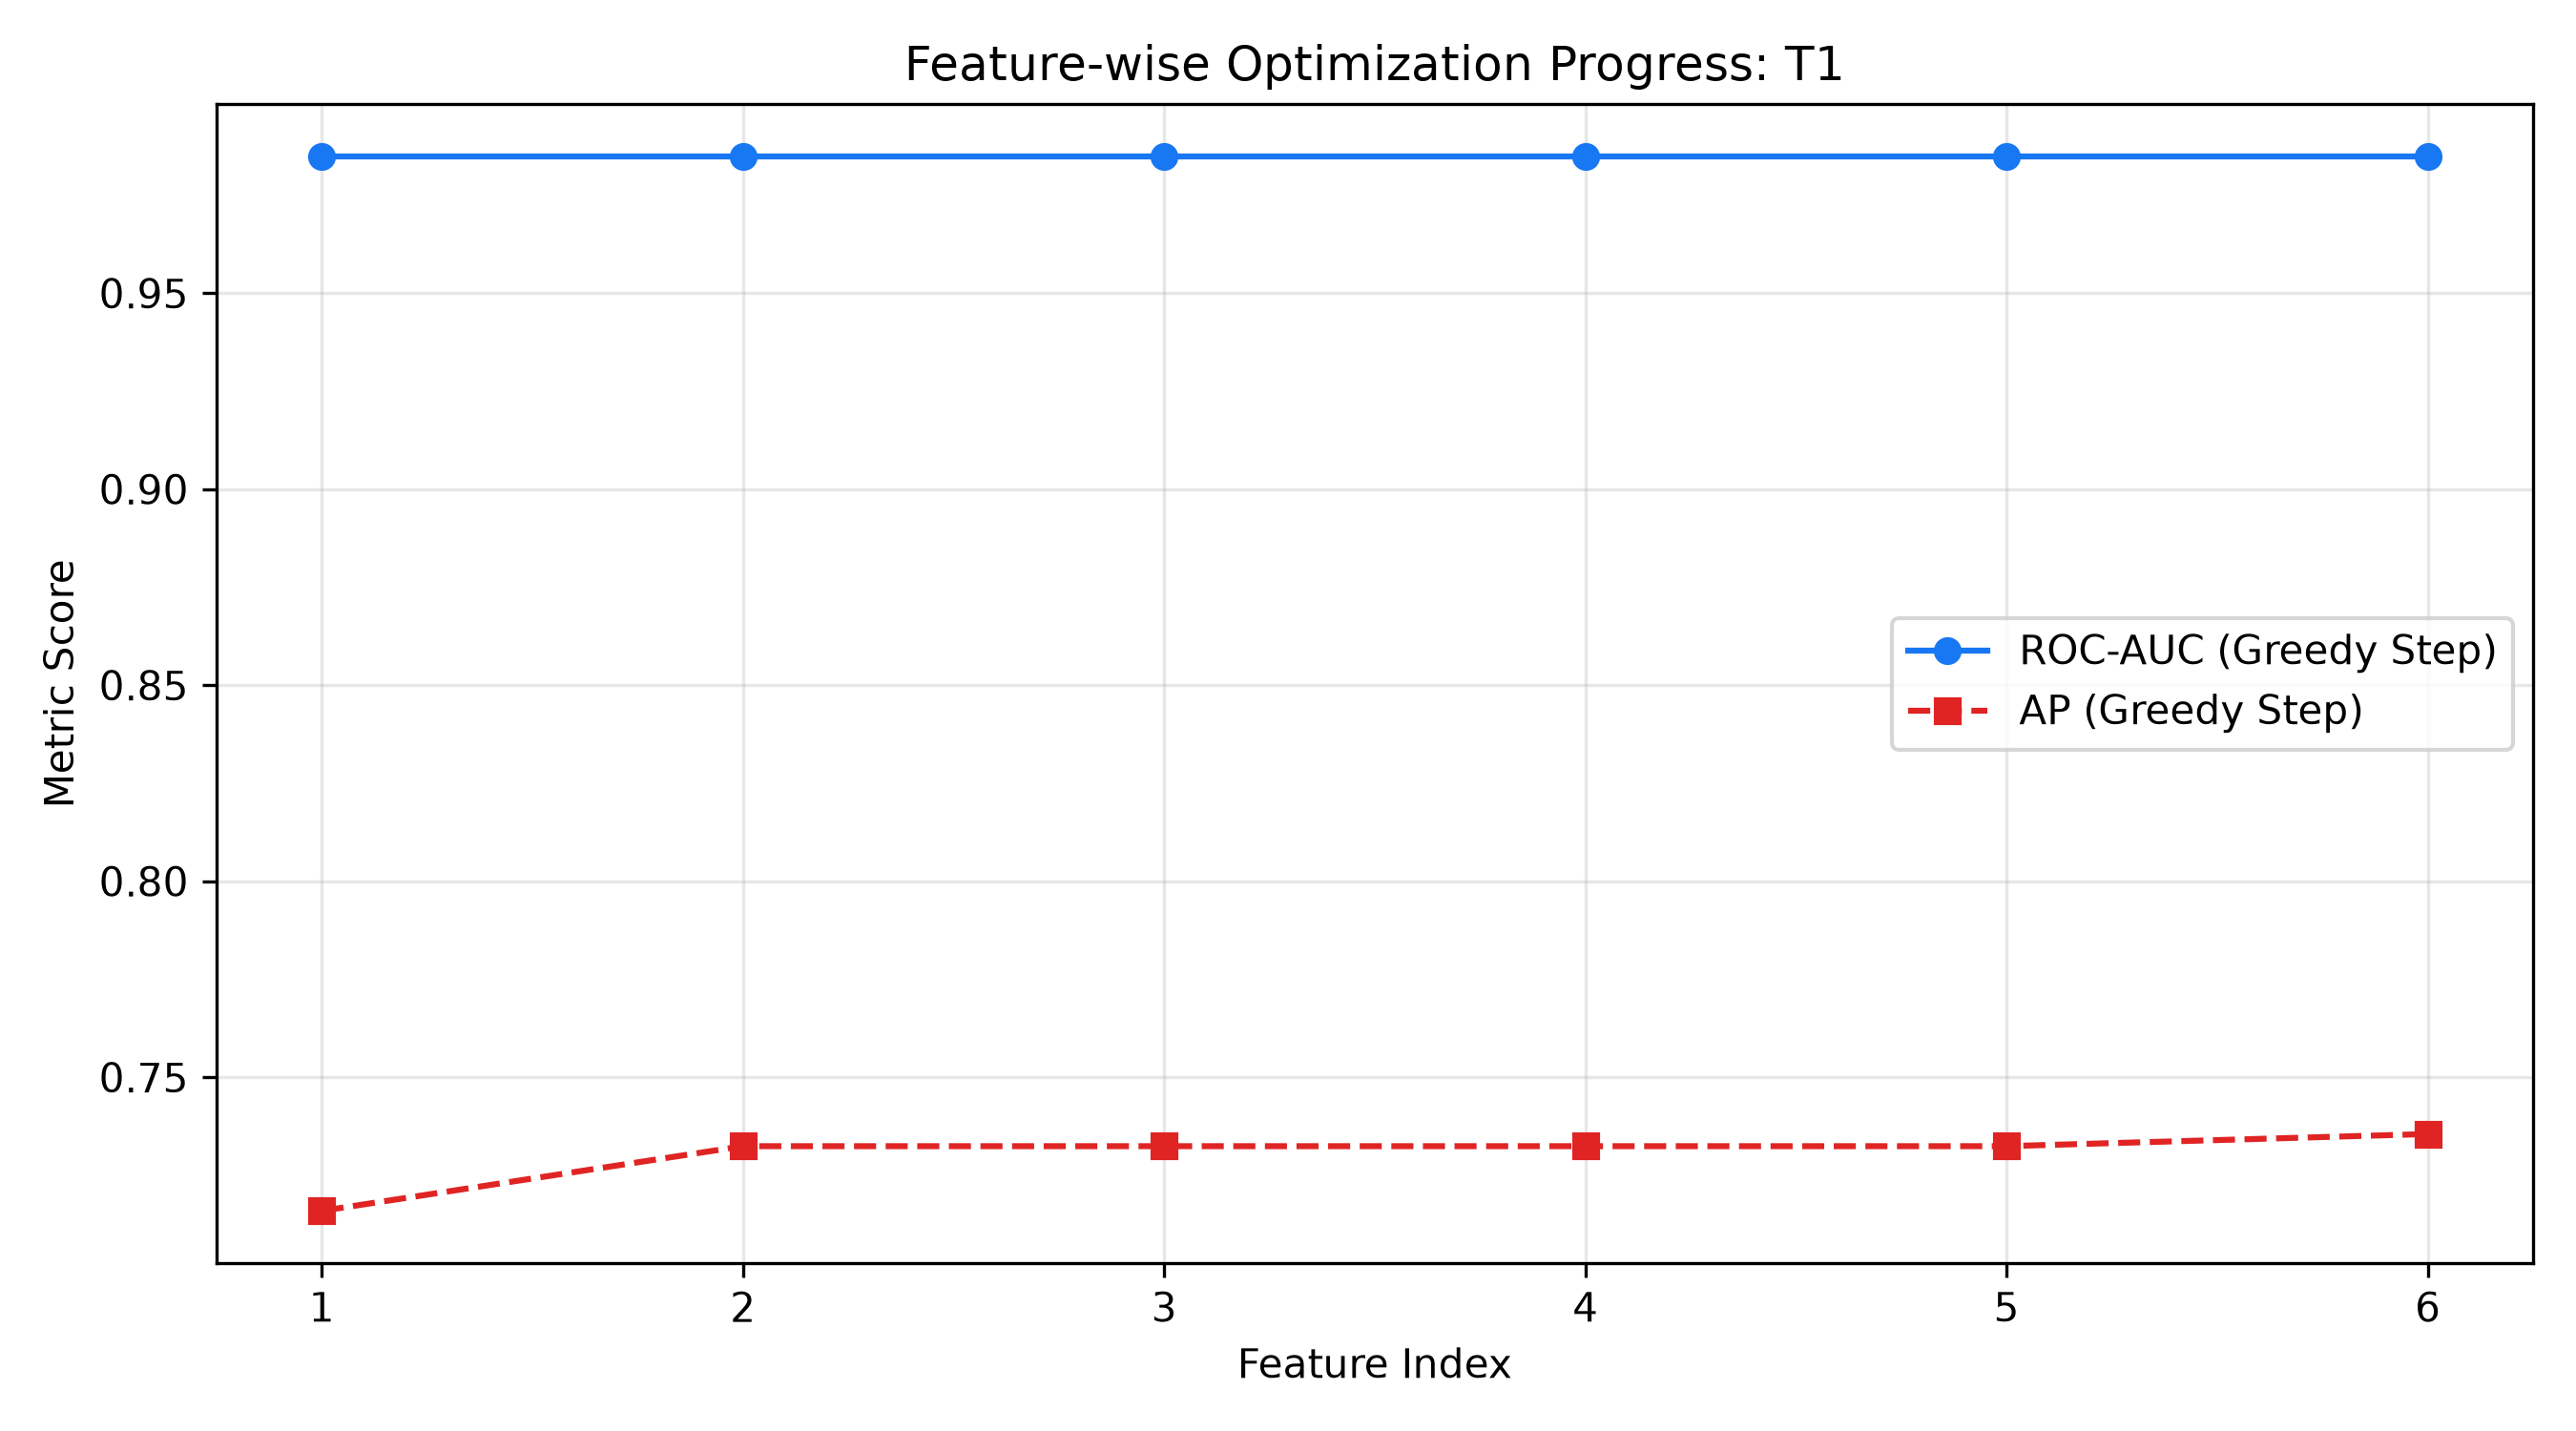 Feature-wise Optimization Progress: T1
Metric Score
0.95
0.90
0.85
0.80
0.75
ROC-AUC (Greedy Step)
AP (Greedy Step)
1 2 3 4 5 6
Feature Index